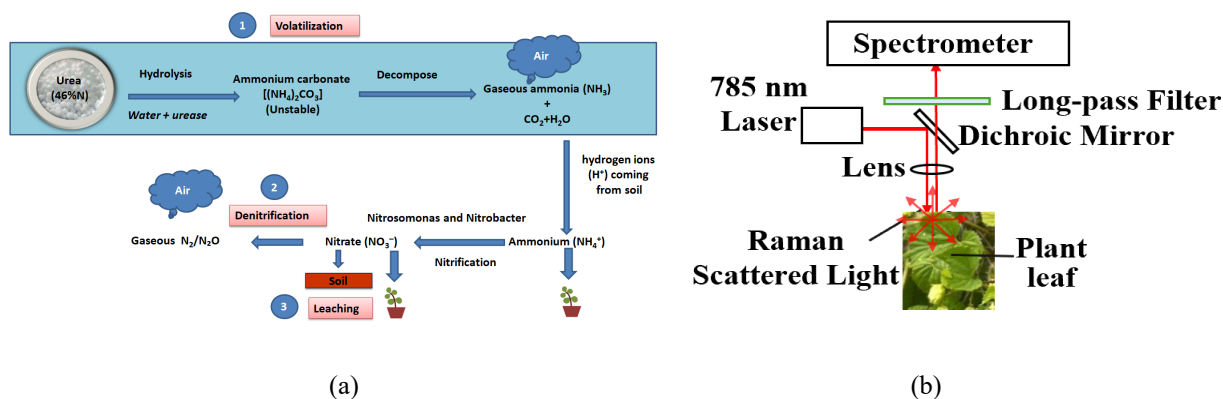 1
Volatilization
Urea
(46%N)
Hydrolysis
Water + urease
Ammonium carbonate
[(NH₄)₂CO₃]
(Unstable)
Decompose
Air
Gaseous ammonia (NH₃)
+
CO₂+H₂O
hydrogen ions
(H⁺) coming
from soil
Air
2
Denitrification
Nitrosomonas and Nitrobacter
Gaseous N₂/N₂O
Nitrate (NO₃⁻)
Ammonium (NH₄⁺)
Nitrification
Soil
3
Leaching
(a)
Spectrometer
785 nm
Laser
Long-pass Filter
Dichroic Mirror
Lens
Raman
Scattered Light
Plant
leaf
(b)